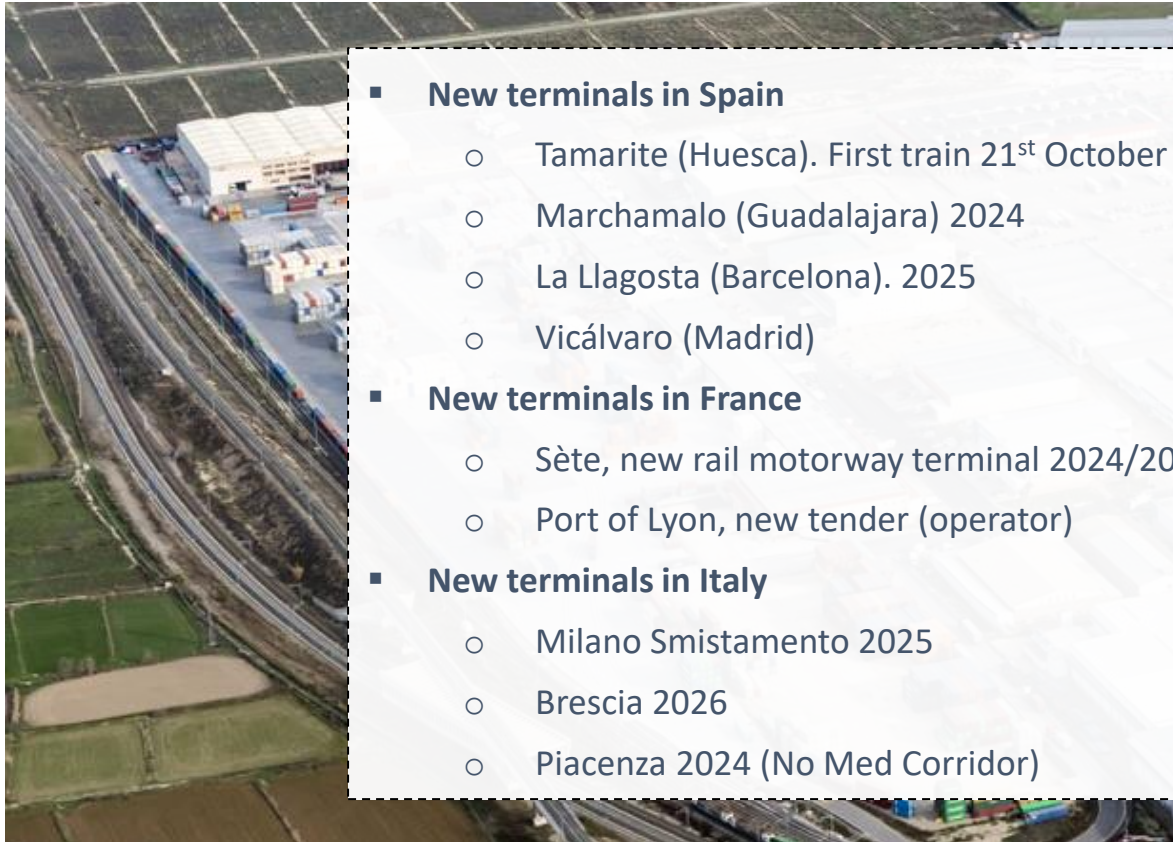 ▪ New terminals in Spain
o Tamarite (Huesca). First train 21st October
o Marchamalo (Guadalajara) 2024
o La Llagosta (Barcelona). 2025
o Vicálvaro (Madrid)
▪ New terminals in France
o Sète, new rail motorway terminal 2024/20
o Port of Lyon, new tender (operator)
▪ New terminals in Italy
o Milano Smistamento 2025
o Brescia 2026
o Piacenza 2024 (No Med Corridor)